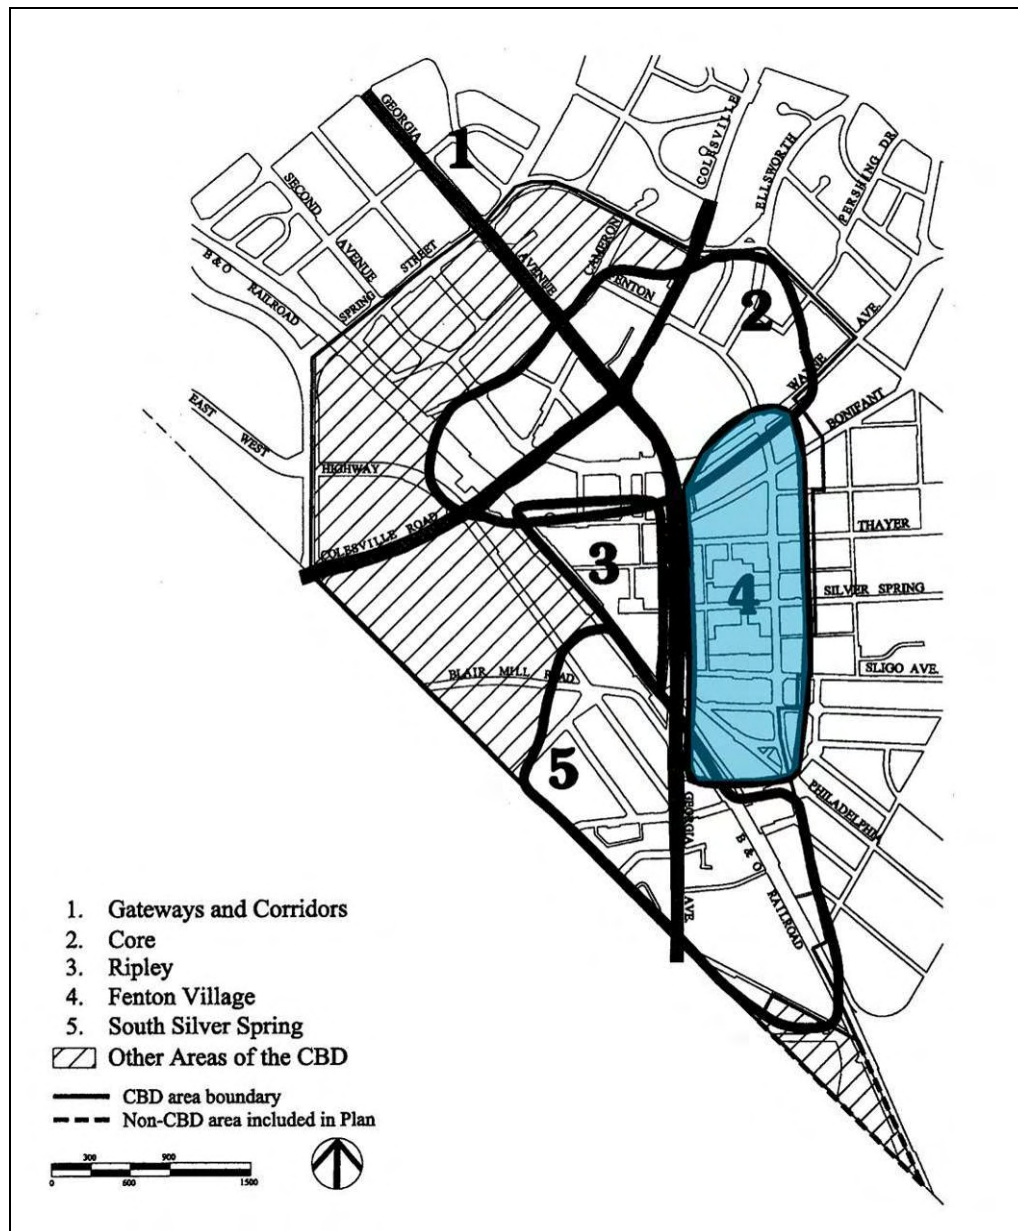 GEORGIA
1
COLESVILLE
ELLSWORTH
PERSHING DR
SECOND
AVENUE
SPRING STREET
B & O
RAILROAD
AVENUE
CAMERON
FENTON
2
WAYNE AVE.
BONIFANT
EAST
WEST
HIGHWAY
COLESVILLE ROAD
THAYER
3
4
SILVER SPRING
SLIGO AVE.
BLAIR MILL ROAD
5
PHILADELPHIA
GEORGIA
AVE.
B & O
RAILROAD
1. Gateways and Corridors
2. Core
3. Ripley
4. Fenton Village
5. South Silver Spring
Other Areas of the CBD
CBD area boundary
Non-CBD area included in Plan
300 900
0 600 1500